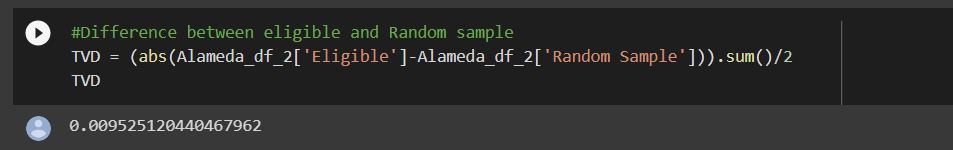 #Difference between eligible and Random sample
TVD = (abs(Alameda_df_2['Eligible']-Alameda_df_2['Random Sample'])).sum()/2
TVD
0.009525120440467962